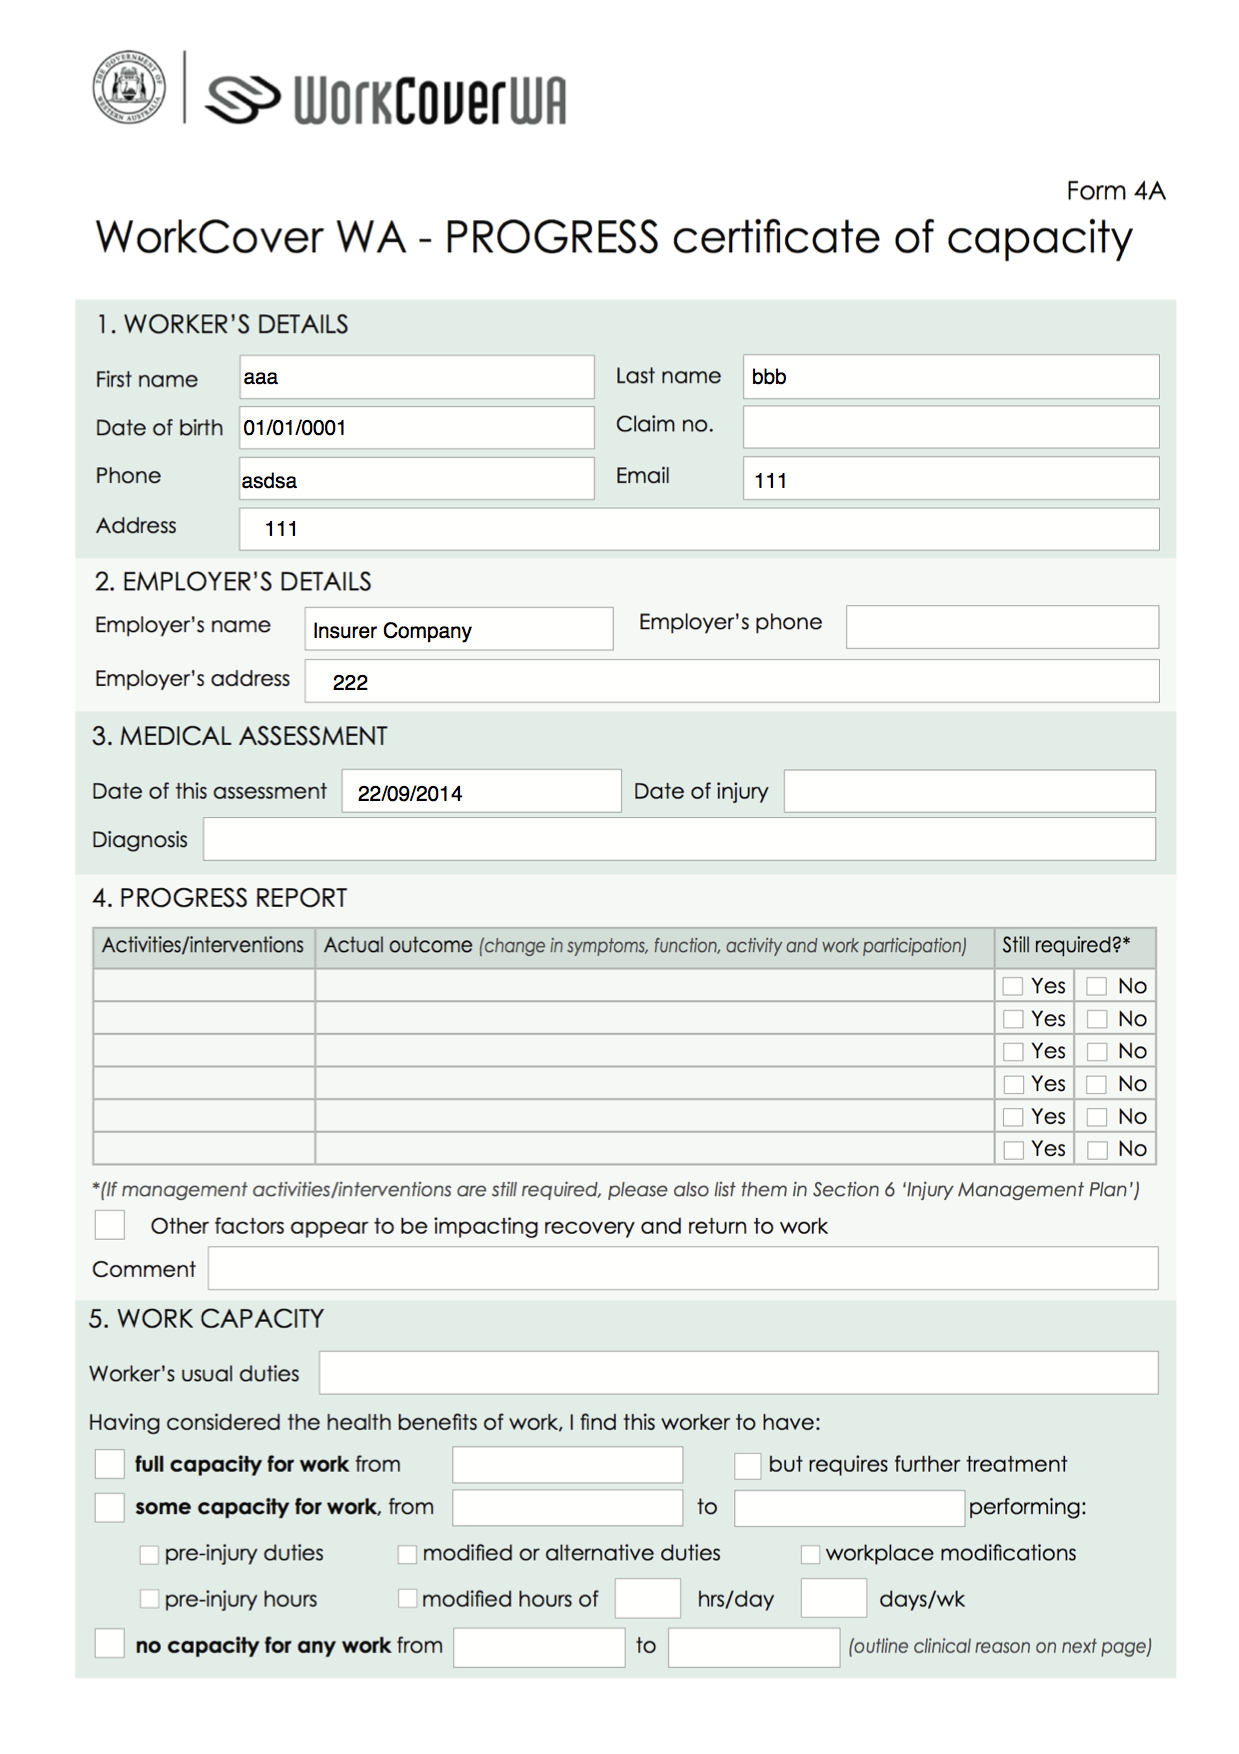 THE GOVERNMENT OF WESTERN AUSTRALIA
WorkCoverWA
Form 4A
WorkCover WA - PROGRESS certificate of capacity
1. WORKER'S DETAILS
First name aaa Last name bbb
Date of birth 01/01/0001 Claim no.
Phone asdsa Email 111
Address 111
2. EMPLOYER'S DETAILS
Employer's name Insurer Company Employer's phone
Employer's address 222
3. MEDICAL ASSESSMENT
Date of this assessment 22/09/2014 Date of injury
Diagnosis
4. PROGRESS REPORT
Activities/interventions Actual outcome (change in symptoms, function, activity and work participation) Still required?*
Yes No
Yes No
Yes No
Yes No
Yes No
Yes No
*(If management activities/interventions are still required, please also list them in Section 6 ‘Injury Management Plan’)
Other factors appear to be impacting recovery and return to work
Comment
5. WORK CAPACITY
Worker's usual duties
Having considered the health benefits of work, I find this worker to have:
full capacity for work from but requires further treatment
some capacity for work, from to performing:
pre-injury duties modified or alternative duties workplace modifications
pre-injury hours modified hours of hrs/day days/wk
no capacity for any work from to (outline clinical reason on next page)